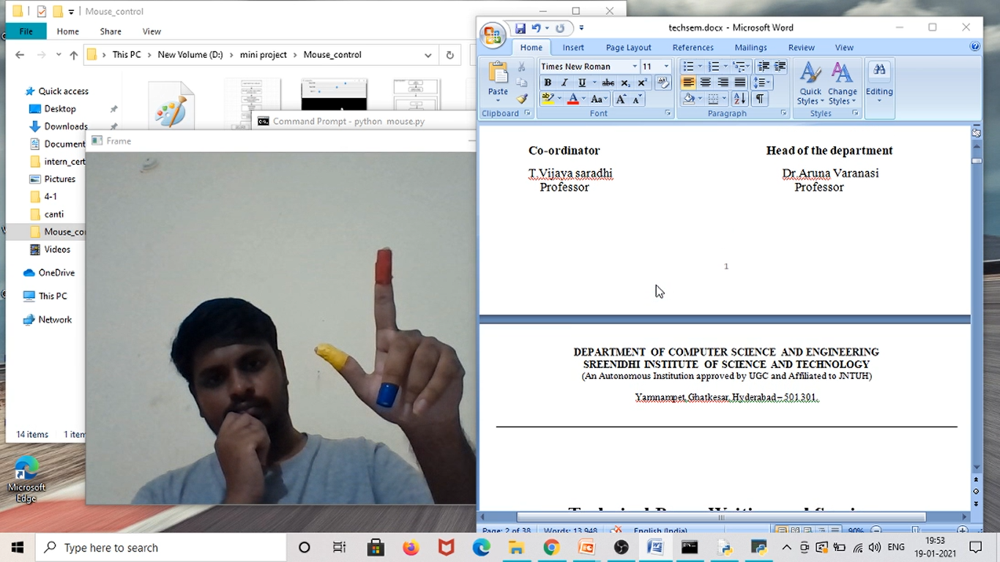 Mouse_control
File Home Share View
This PC > New Volume (D:) > mini project > Mouse_control
Quick access
Desktop
Downloads
Document
intern_cert
Pictures
4-1
canti
Mouse_co
Videos
OneDrive
This PC
Network
14 items 1 item
Command Prompt - python mouse.py
Frame
techsem.docx - Microsoft Word
Home Insert Page Layout References Mailings Review View
Times New Roman 11
Paste
B I U abc x₂ x²
Aa A A
Quick Styles
Change Styles
Editing
Clipboard Font Paragraph Styles
Co-ordinator Head of the department
T.Vijaya saradhi Dr.Aruna Varanasi
Professor Professor
1
DEPARTMENT OF COMPUTER SCIENCE AND ENGINEERING
SREENIDHI INSTITUTE OF SCIENCE AND TECHNOLOGY
(An Autonomous Institution approved by UGC and Affiliated to JNTUH)
Yamnampet, Ghatkesar, Hyderabad – 501 301.
Page: 2 of 38 Words: 13,948 English (India) 90%
Microsoft Edge
Type here to search
ENG
19:53
19-01-2021